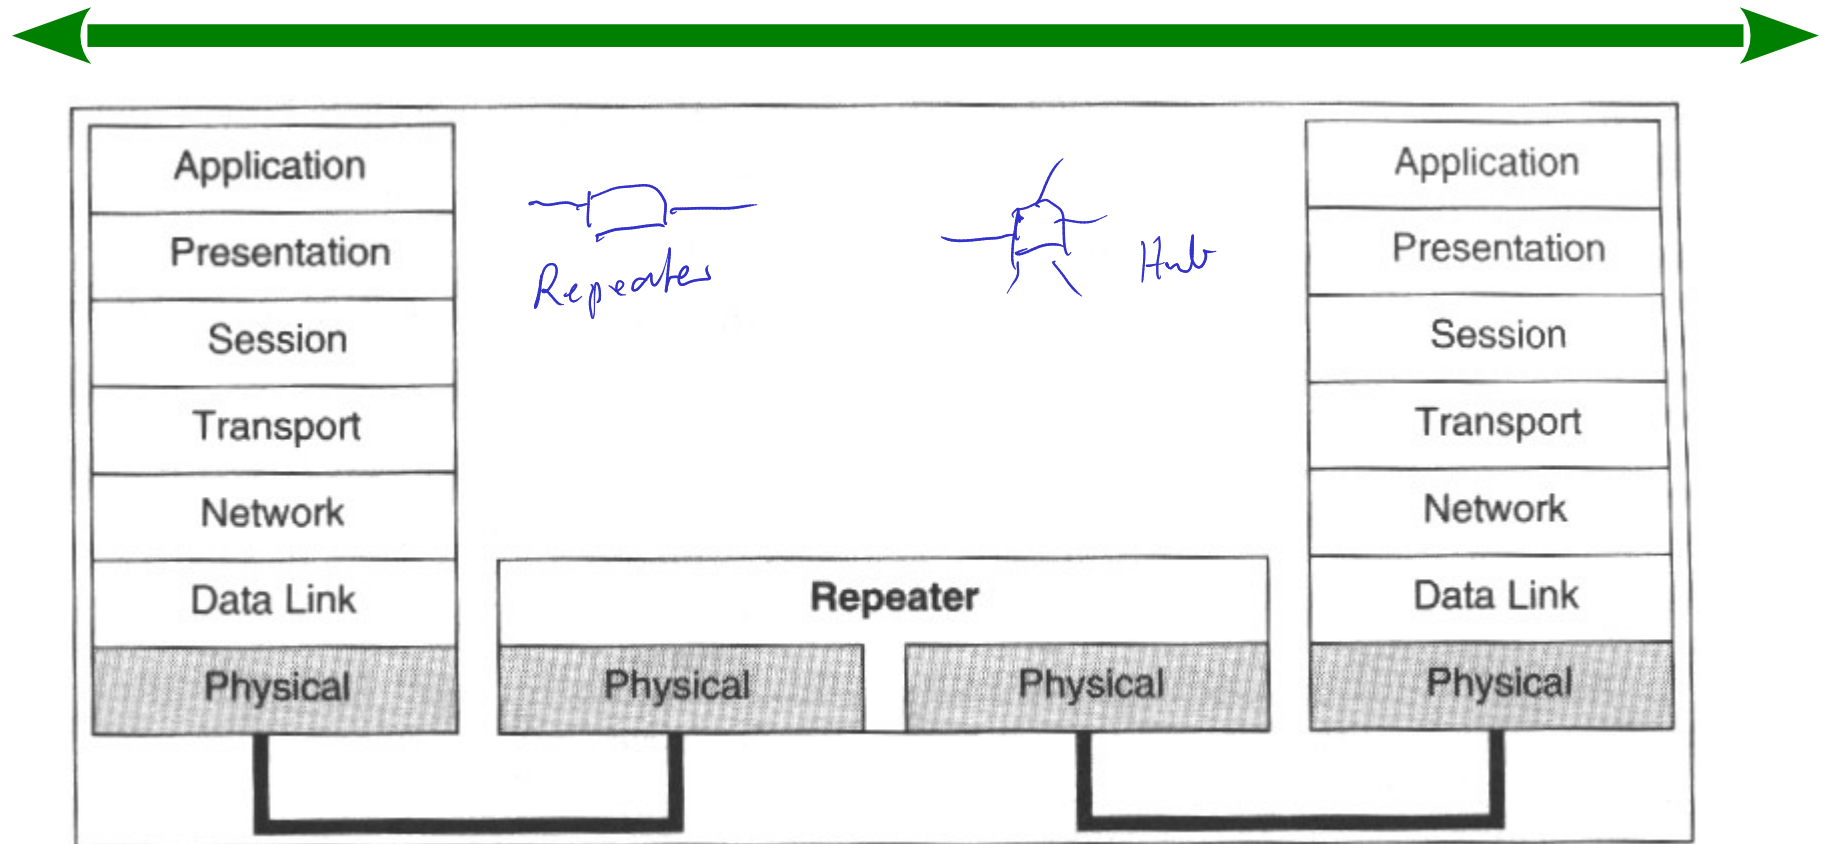 Application
Presentation
Session
Transport
Network
Data Link
Physical
Repeater
Hub
Repeater
Physical
Physical
Application
Presentation
Session
Transport
Network
Data Link
Physical